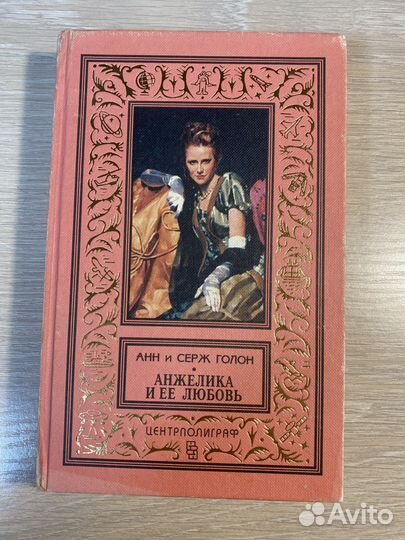 АНН и СЕРЖ ГОЛОН
АНЖЕЛИКА
И ЕЕ ЛЮБОВЬ
ЦЕНТРПОЛИГРАФ
Avito